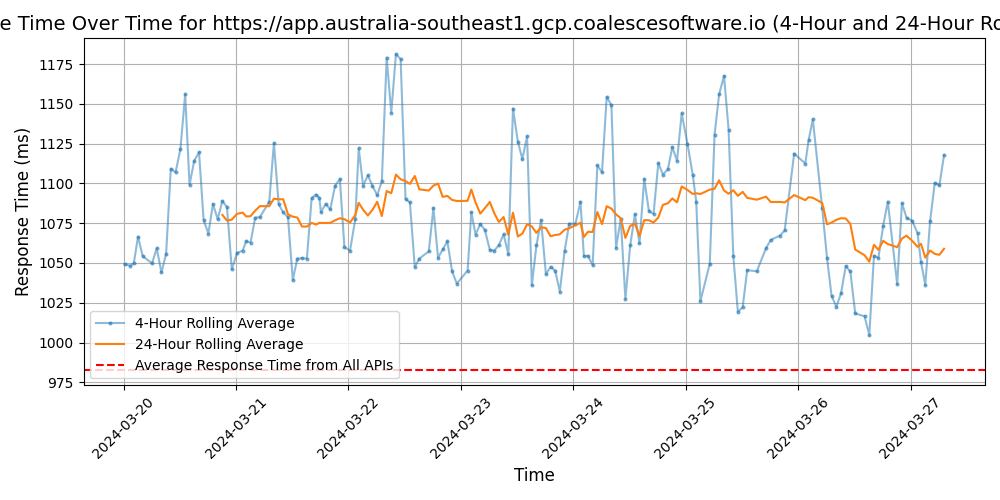 e Time Over Time for https://app.australia-southeast1.gcp.coalescesoftware.io (4-Hour and 24-Hour Ro
Response Time (ms)
1175
1150
1125
1100
1075
1050
1025
1000
975
4-Hour Rolling Average
24-Hour Rolling Average
Average Response Time from All APIs
2024-03-20
2024-03-21
2024-03-22
2024-03-23
2024-03-24
2024-03-25
2024-03-26
2024-03-27
Time